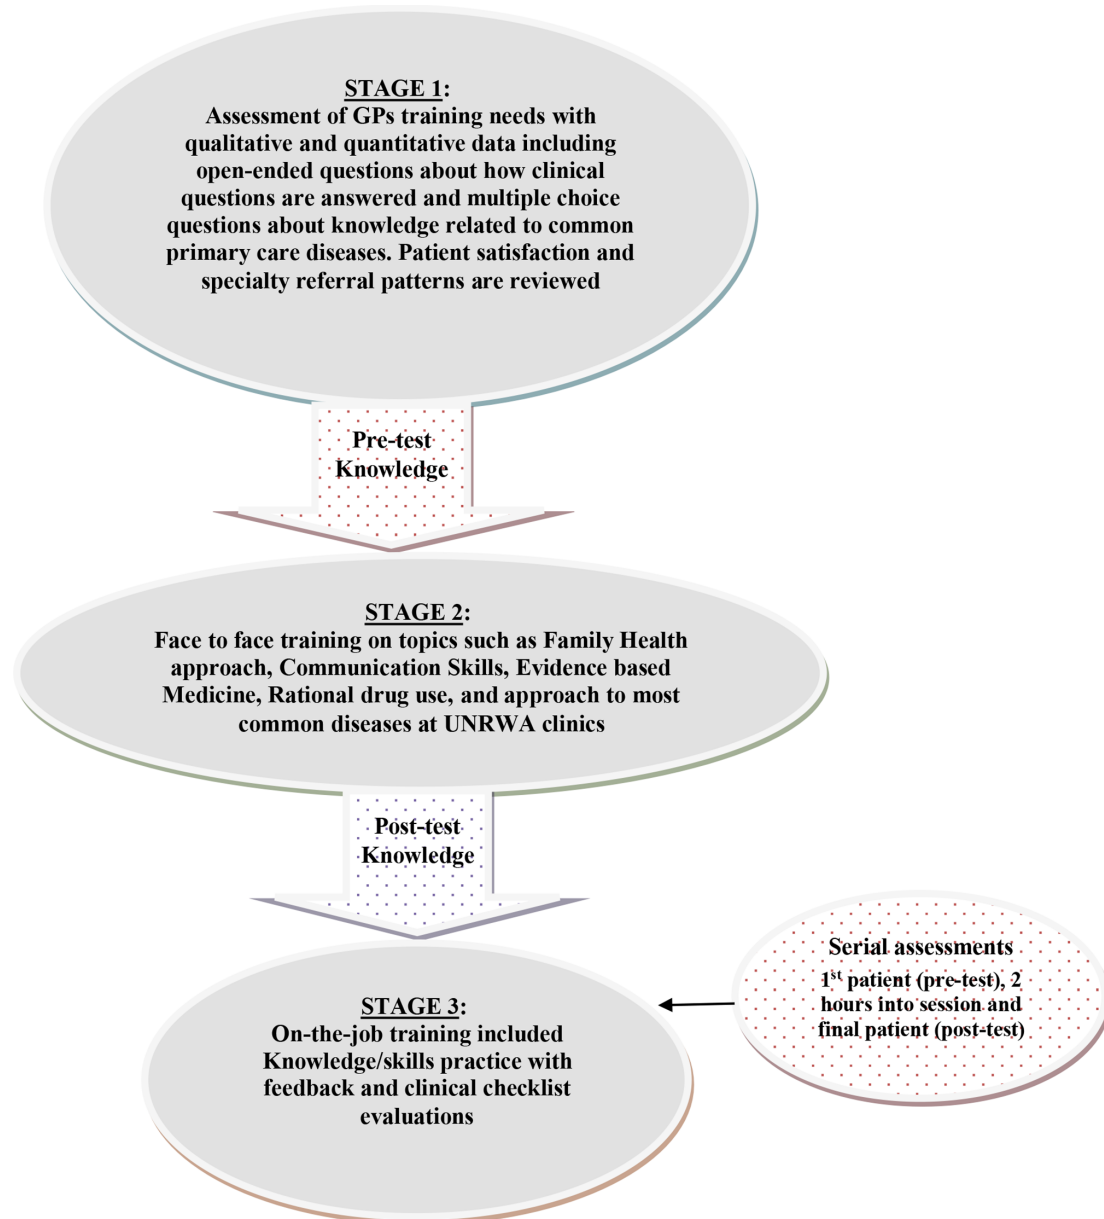 STAGE 1:
Assessment of GPs training needs with
qualitative and quantitative data including
open-ended questions about how clinical
questions are answered and multiple choice
questions about knowledge related to common
primary care diseases. Patient satisfaction and
specialty referral patterns are reviewed
Pre-test
Knowledge
STAGE 2:
Face to face training on topics such as Family Health
approach, Communication Skills, Evidence based
Medicine, Rational drug use, and approach to most
common diseases at UNRWA clinics
Post-test
Knowledge
Serial assessments
1st patient (pre-test), 2
hours into session and
final patient (post-test)
STAGE 3:
On-the-job training included
Knowledge/skills practice with
feedback and clinical checklist
evaluations